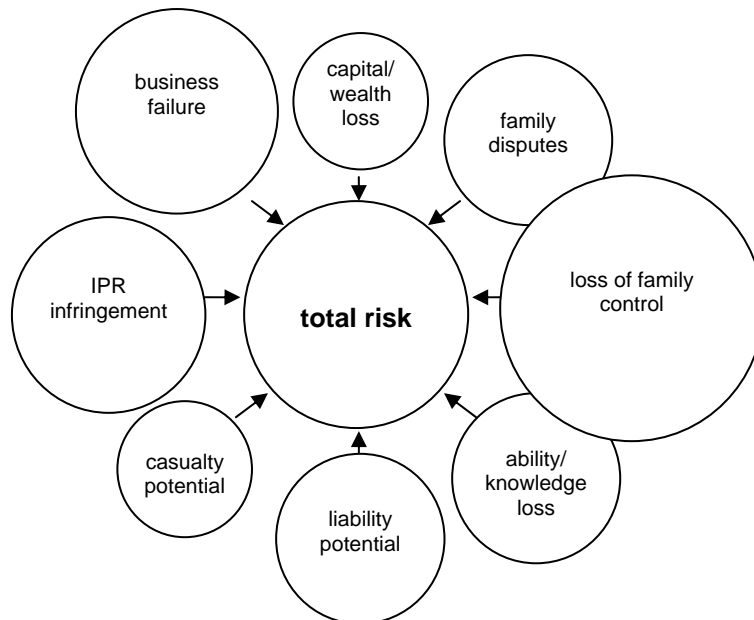 business
failure
capital/
wealth
loss
family
disputes
IPR
infringement
total risk
loss of family
control
casualty
potential
liability
potential
ability/
knowledge
loss